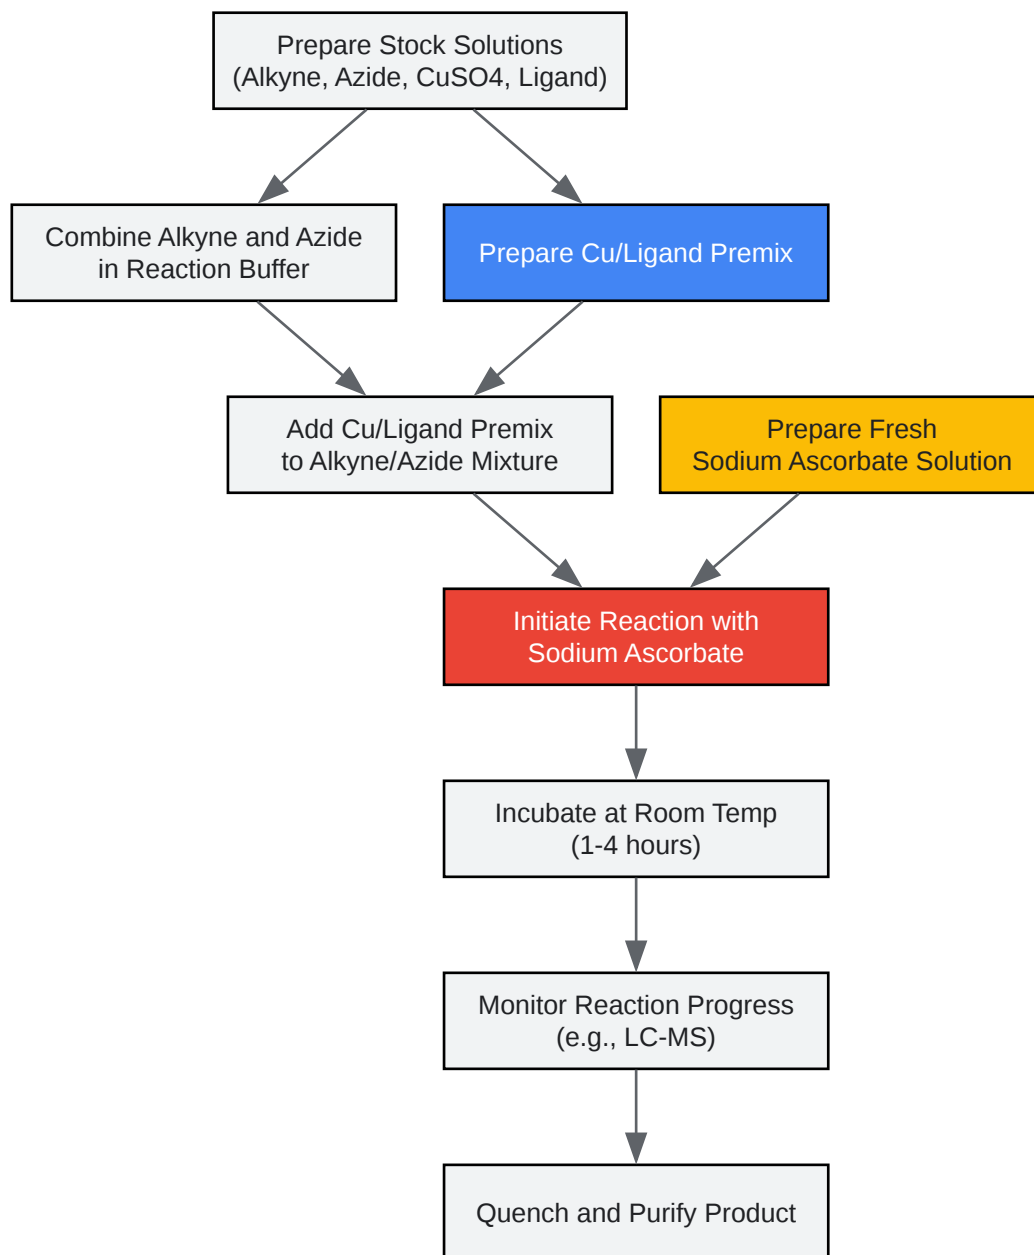 Prepare Stock Solutions
(Alkyne, Azide, CuSO4, Ligand)
Combine Alkyne and Azide
in Reaction Buffer
Prepare Cu/Ligand Premix
Add Cu/Ligand Premix
to Alkyne/Azide Mixture
Prepare Fresh
Sodium Ascorbate Solution
Initiate Reaction with
Sodium Ascorbate
Incubate at Room Temp
(1-4 hours)
Monitor Reaction Progress
(e.g., LC-MS)
Quench and Purify Product